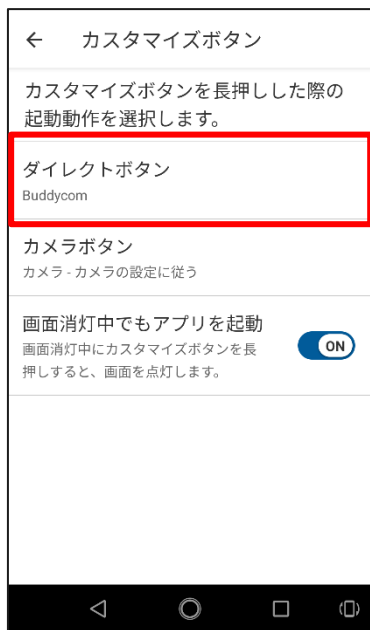 カスタマイズボタン
カスタマイズボタンを長押しした際の
起動動作を選択します。
ダイレクトボタン
Buddycom
カメラボタン
カメラ - カメラの設定に従う
画面消灯中でもアプリを起動
画面消灯中にカスタマイズボタンを長
押しすると、画面を点灯します。
ON